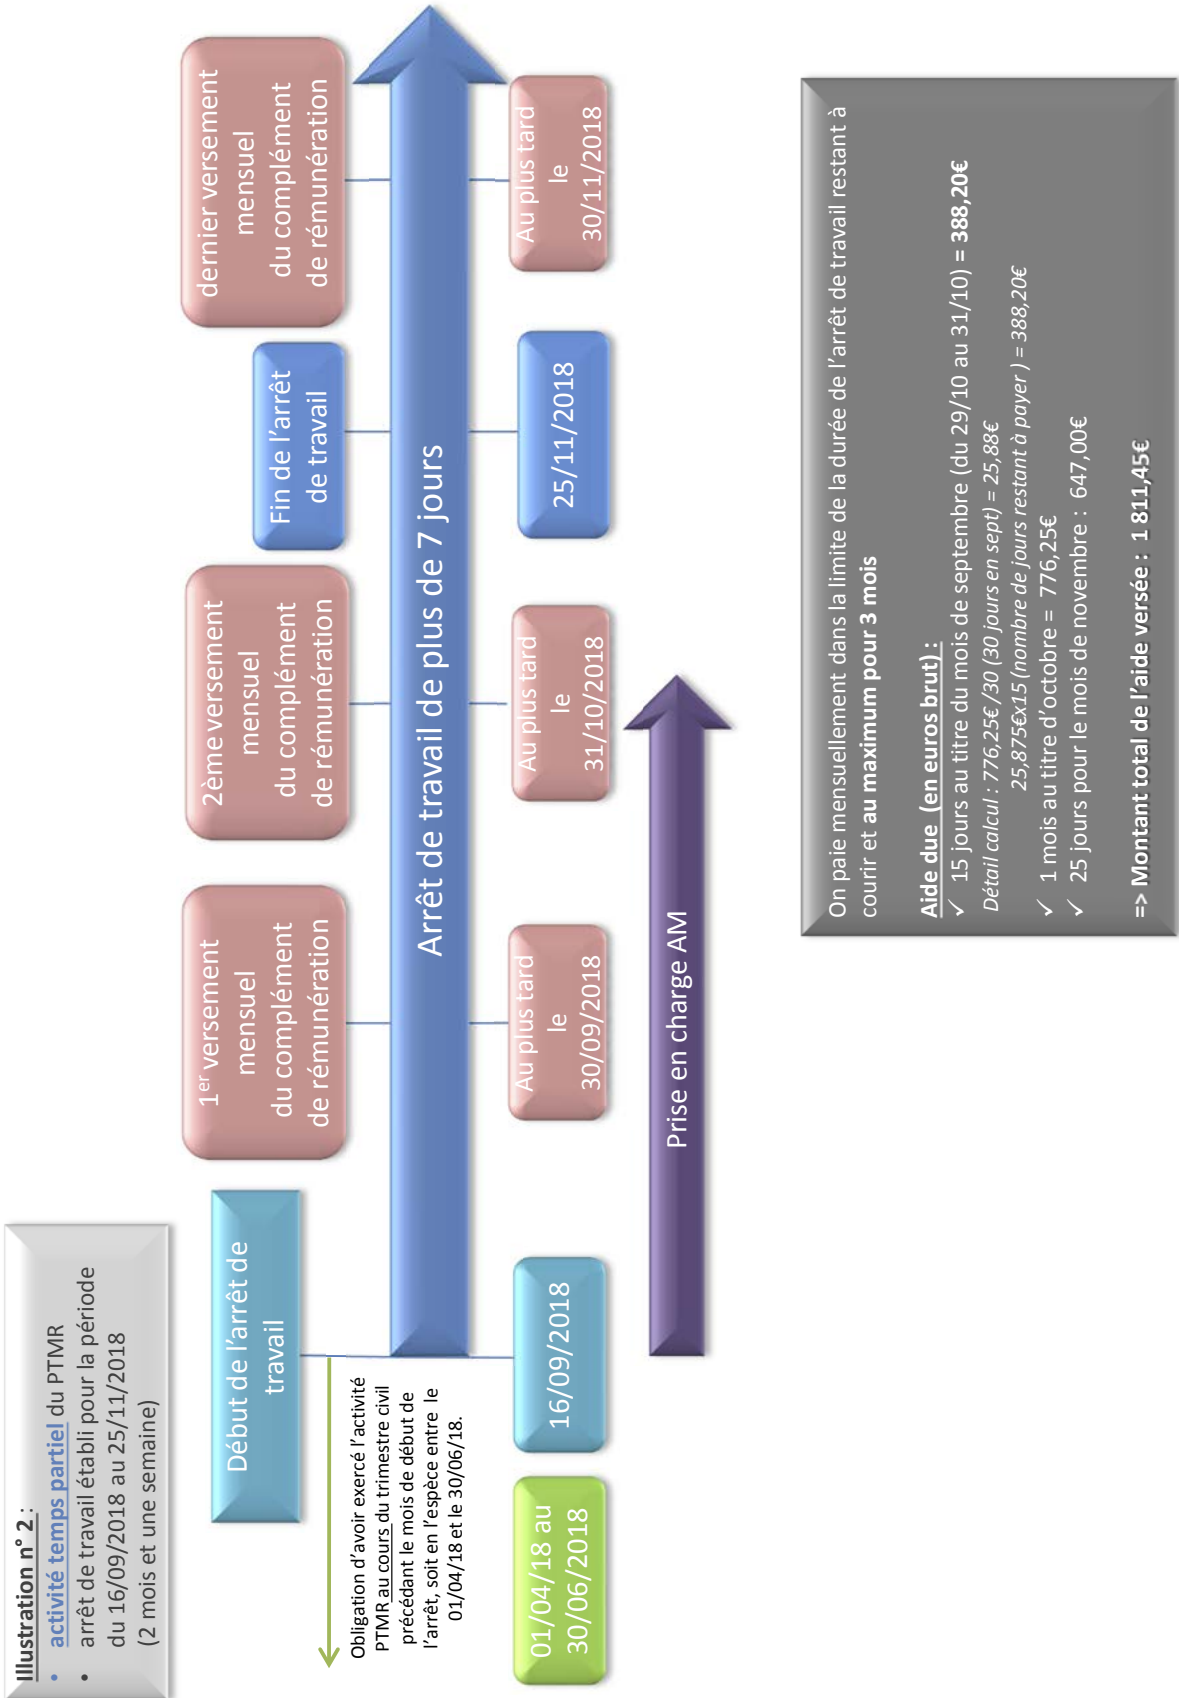 Illustration n° 2 :
• activité temps partiel du PTMR
• arrêt de travail établi pour la période
du 16/09/2018 au 25/11/2018
(2 mois et une semaine)
Début de l’arrêt de
travail
1er versement
mensuel
du complément
de rémunération
2ème versement
mensuel
du complément
de rémunération
Fin de l’arrêt
de travail
dernier versement
mensuel
du complément
de rémunération
Arrêt de travail de plus de 7 jours
Obligation d’avoir exercé l’activité
PTMR au cours du trimestre civil
précédant le mois de début de
l’arrêt, soit en l’espèce entre le
01/04/18 et le 30/06/18.
01/04/18 au
30/06/2018
16/09/2018
Au plus tard
le
30/09/2018
Au plus tard
le
31/10/2018
25/11/2018
Au plus tard
le
30/11/2018
Prise en charge AM
On paie mensuellement dans la limite de la durée de l’arrêt de travail restant à
courir et au maximum pour 3 mois
Aide due (en euros brut) :
✓ 15 jours au titre du mois de septembre (du 29/10 au 31/10) = 388,20€
Détail calcul : 776,25€ /30 (30 jours en sept) = 25,88€
25,875€x15 (nombre de jours restant à payer ) = 388,20€
✓ 1 mois au titre d’octobre = 776,25€
✓ 25 jours pour le mois de novembre : 647,00€
=> Montant total de l’aide versée : 1 811,45€